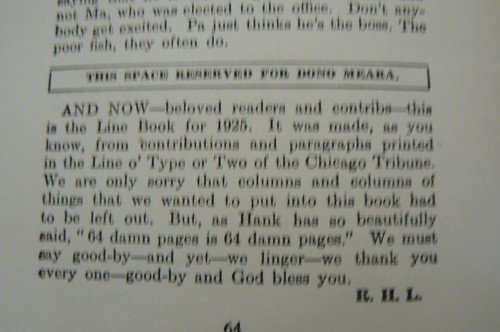 not Ma, who was elected to the office. Don't any-
body get excited. Pa just thinks he's the boss. The
poor fish, they often do.
THIS SPACE RESERVED FOR DONO MEARA.
AND NOW—beloved readers and contribs—this
is the Line Book for 1925. It was made, as you
know, from contributions and paragraphs printed
in the Line o' Type or Two of the Chicago Tribune.
We are only sorry that columns and columns of
things that we wanted to put into this book had
to be left out. But, as Hank has so beautifully
said, "64 damn pages is 64 damn pages." We must
say good-by—and yet—we linger—we thank you
every one—good-by and God bless you.
R. H. L.
64